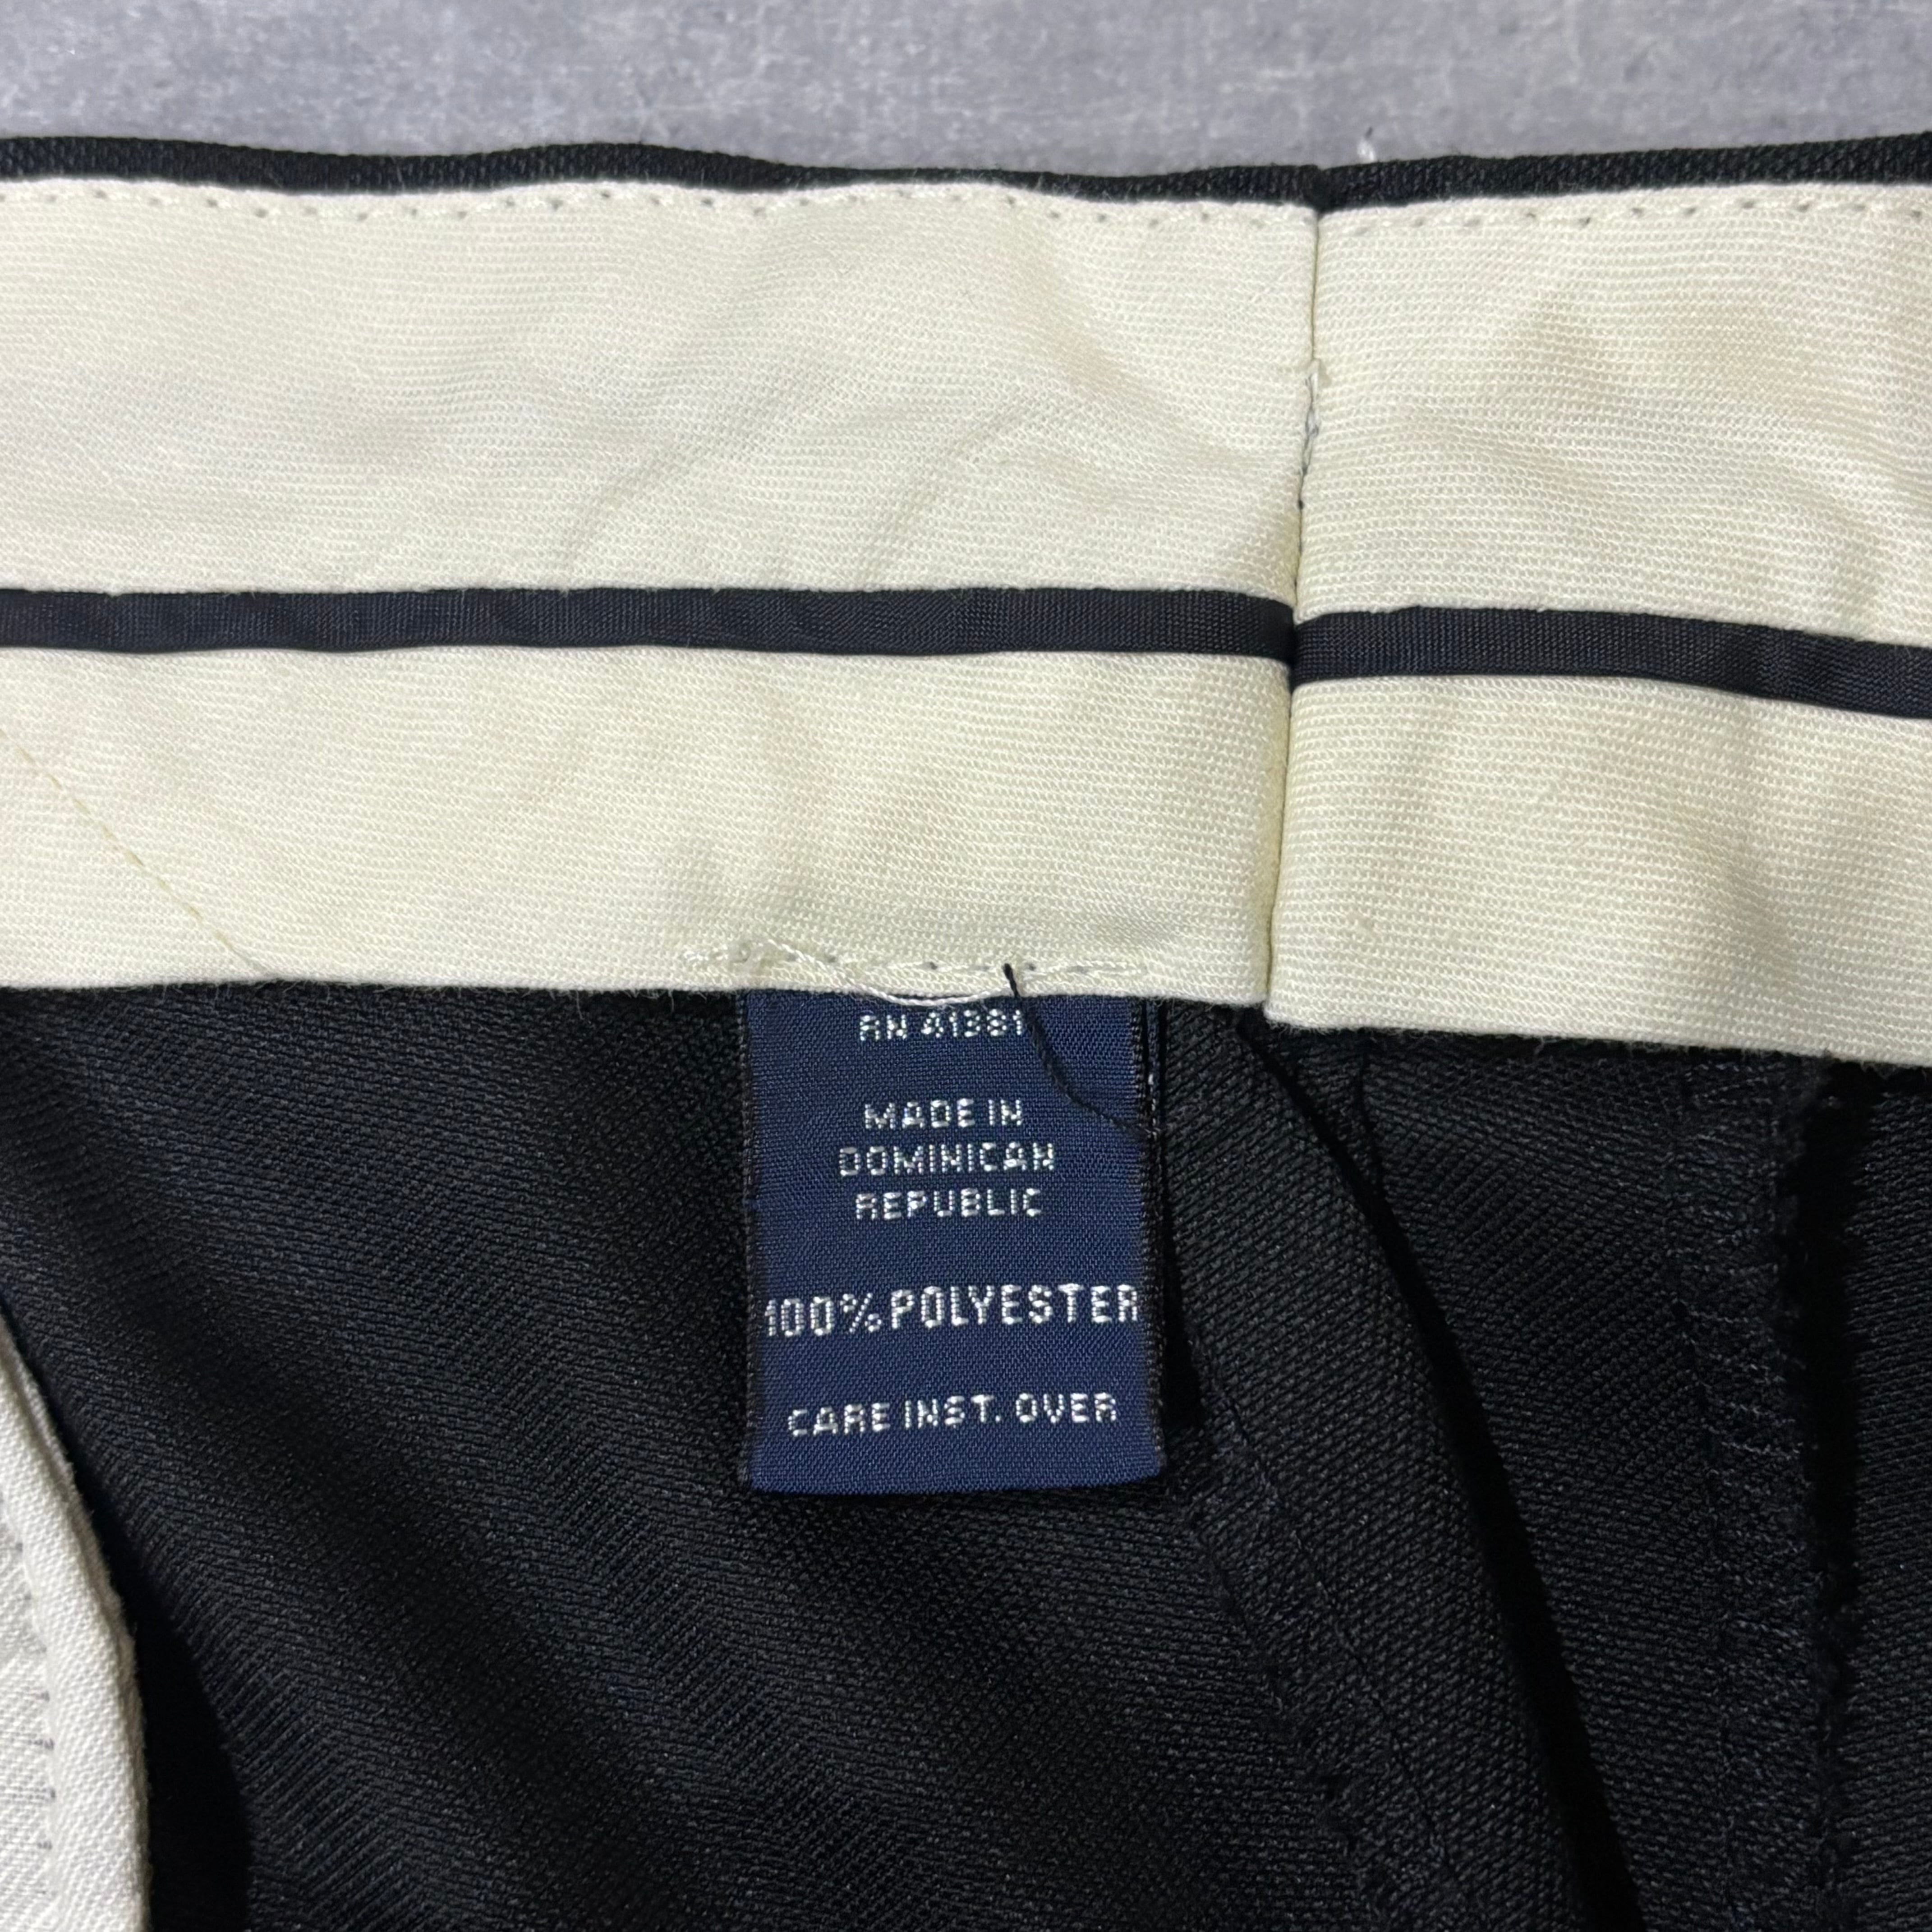 RN 41381
MADE IN
DOMINICAN
REPUBLIC
100% POLYESTER
CARE INST. OVER